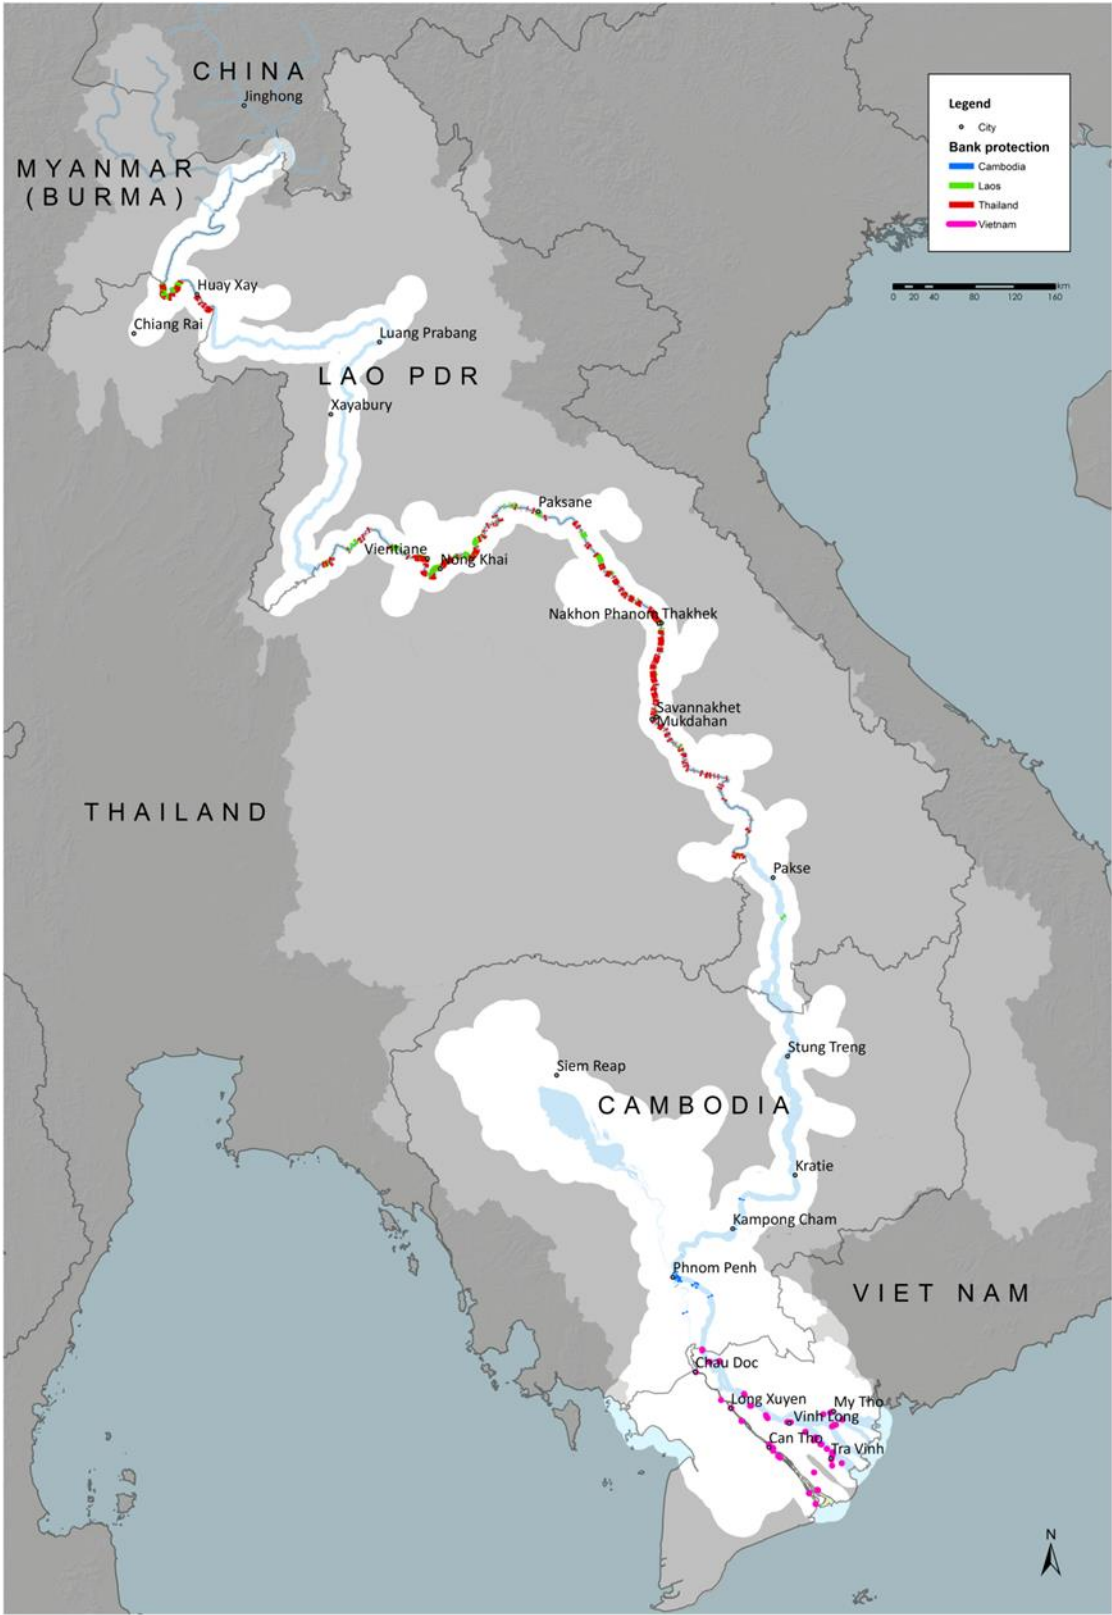 CHINA
Jinghong
MYANMAR
(BURMA)
Legend
City
Bank protection
Cambodia
Laos
Thailand
Vietnam
km
0 20 40 80 120 160
Huay Xay
Chiang Rai
Luang Prabang
LAO PDR
Xayabury
Paksane
Vientiane
Nong Khai
Nakhon Phanom Thakhek
Savannakhet
Mukdahan
THAILAND
Pakse
Stung Treng
Siem Reap
CAMBODIA
Kratie
Kampong Cham
Phnom Penh
VIET NAM
Chau Doc
Long Xuyen
My Tho
Vinh Long
Can Tho
Tra Vinh
N